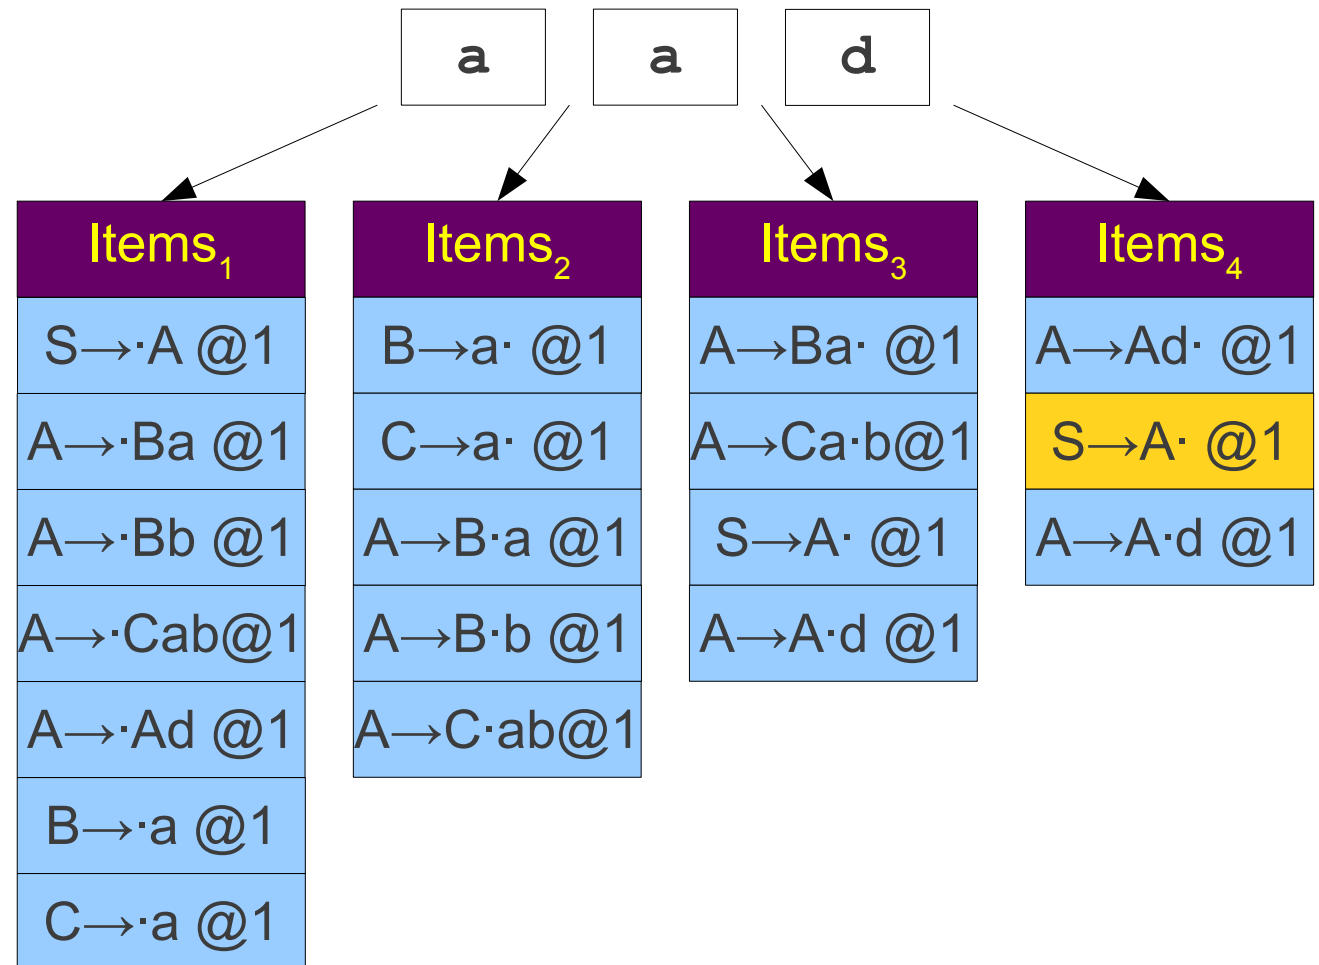 a a d
Items₁
S→·A @1
A→·Ba @1
A→·Bb @1
A→·Cab@1
A→·Ad @1
B→·a @1
C→·a @1
Items₂
B→a· @1
C→a· @1
A→B·a @1
A→B·b @1
A→C·ab@1
Items₃
A→Ba· @1
A→Ca·b@1
S→A· @1
A→A·d @1
Items₄
A→Ad· @1
S→A· @1
A→A·d @1